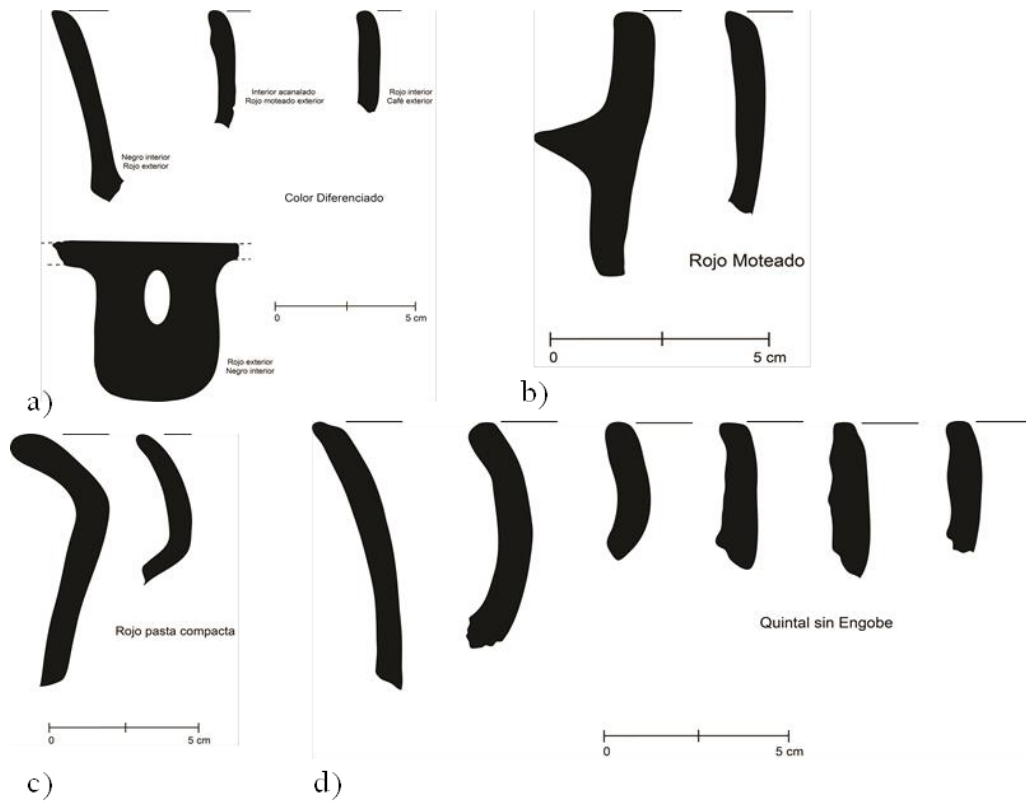 Interior acanalado
Rojo moteado exterior
Rojo interior
Café exterior
Negro interior
Rojo exterior
Color Diferenciado
0
5 cm
Rojo exterior
Negro interior
a)
Rojo Moteado
0
5 cm
b)
Rojo pasta compacta
0
5 cm
c)
Quintal sin Engobe
0
5 cm
d)